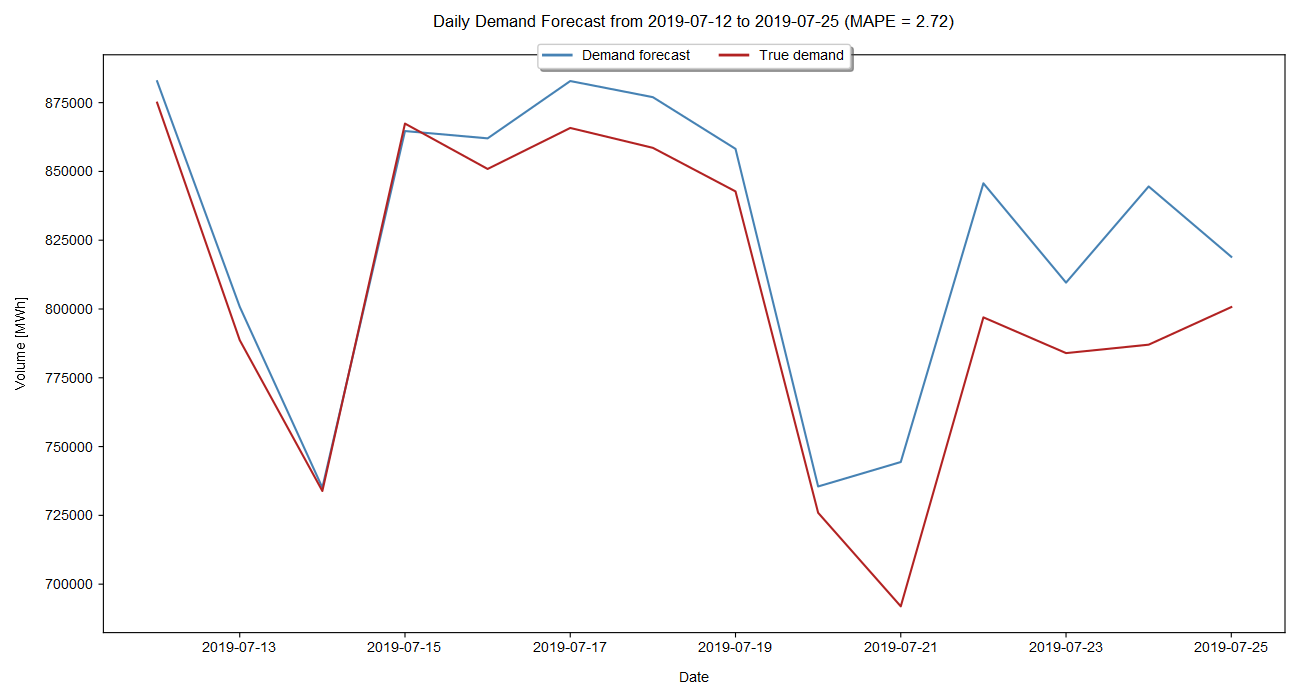 Daily Demand Forecast from 2019-07-12 to 2019-07-25 (MAPE = 2.72)
Demand forecast True demand
875000
850000
825000
800000
775000
750000
725000
700000
Volume [MWh]
2019-07-13 2019-07-15 2019-07-17 2019-07-19 2019-07-21 2019-07-23 2019-07-25
Date